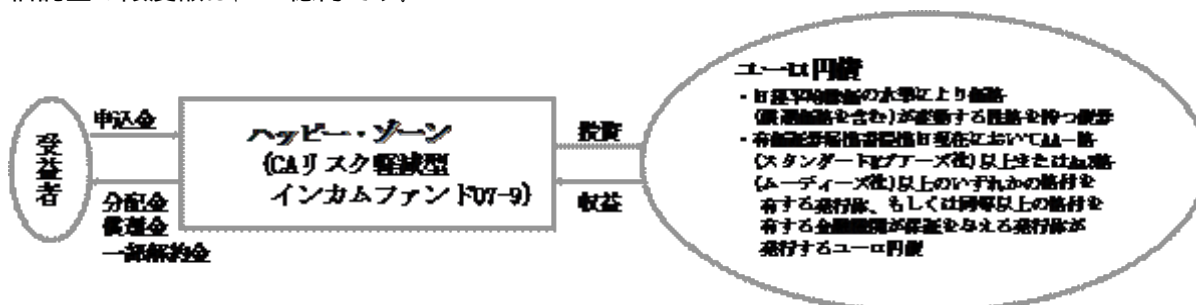 受益者
申込金
分配金
償還金
一部解約金
ハッピー・ゾーン
(CAリスク軽減型
インカムファンド07-9)
投資
収益
ユーロ円債
・日経平均株価の水準により価格
(償還価格を含む)が変動する性格を持つ債券
・有価証券届出書提出日現在においてAA-格
(スタンダード&プアーズ社)以上またはAa3格
(ムーディーズ社)以上のいずれかの格付を
有する発行体、もしくは同等以上の格付を
有する金融機関が保証を与える発行体が
発行するユーロ円債